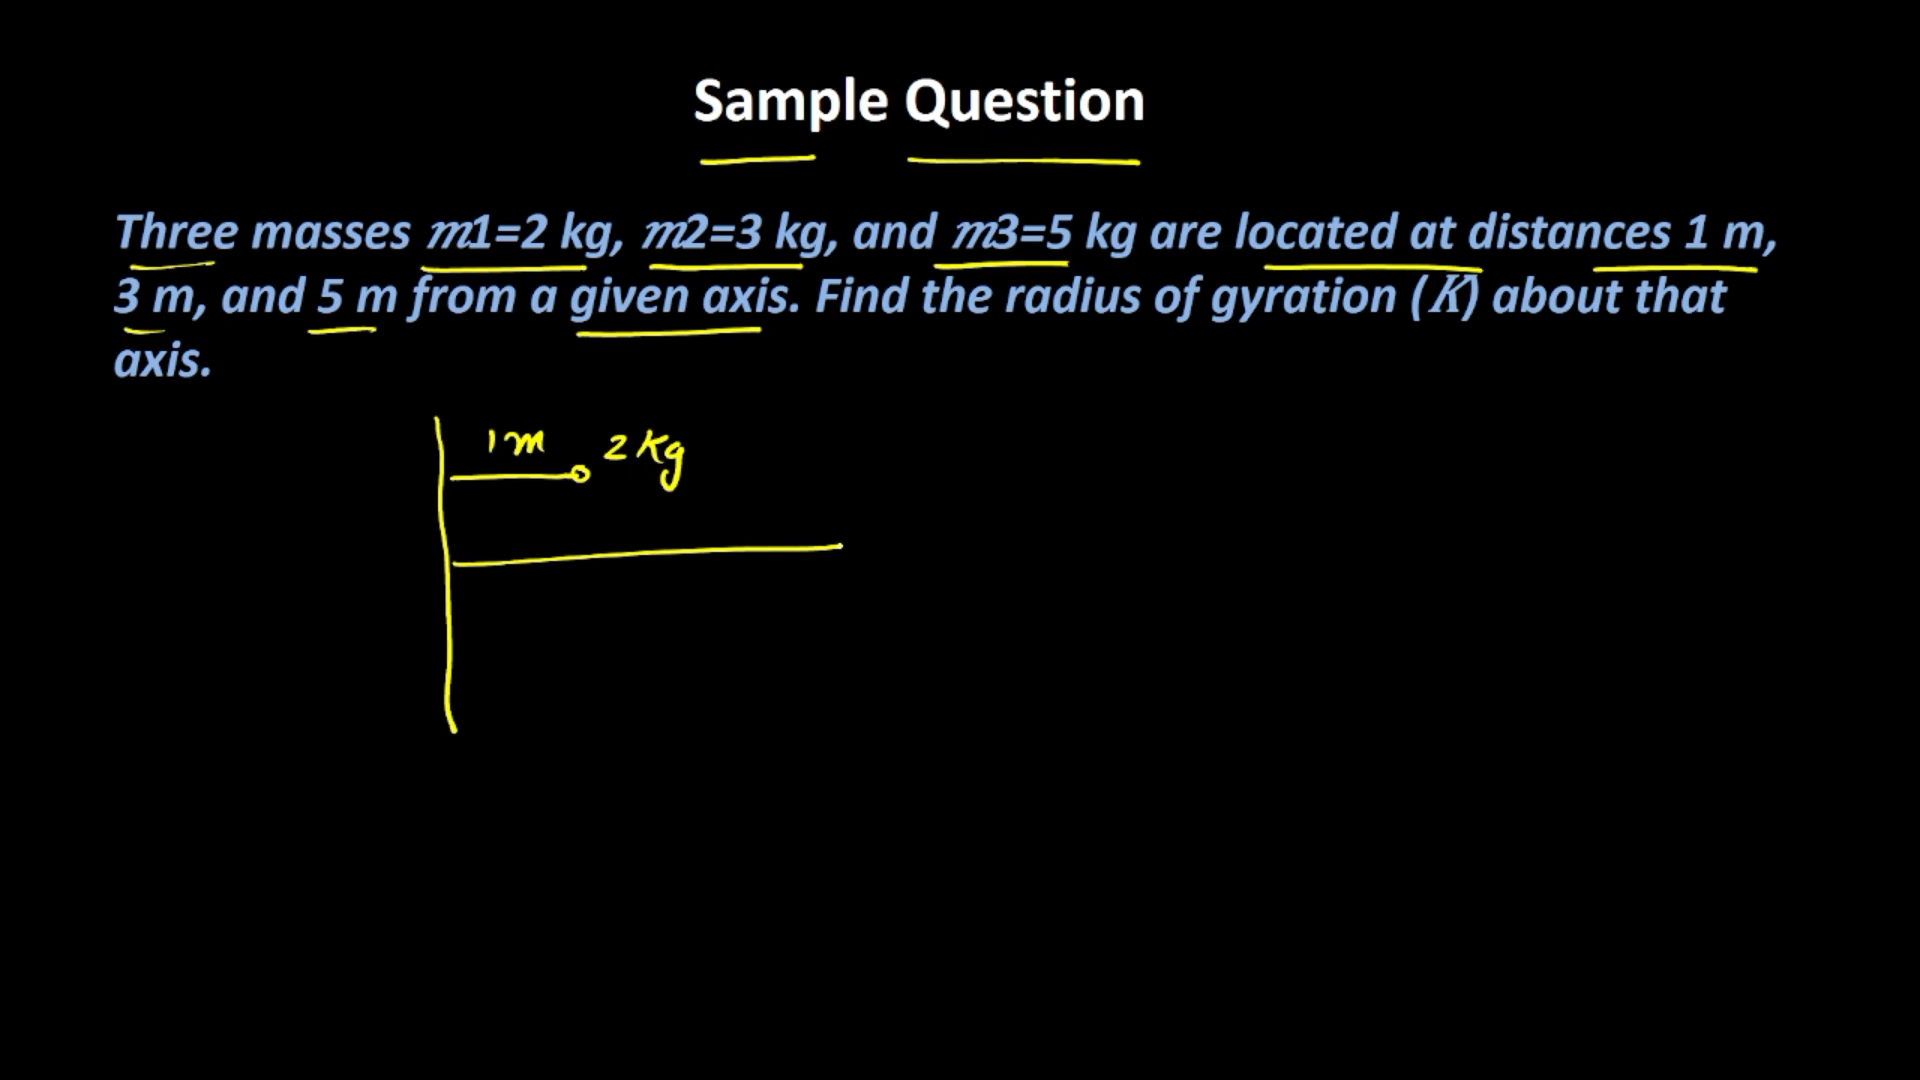 Sample Question
Three masses m1=2 kg, m2=3 kg, and m3=5 kg are located at distances 1 m,
3 m, and 5 m from a given axis. Find the radius of gyration (K) about that
axis.
1m 2 Kg